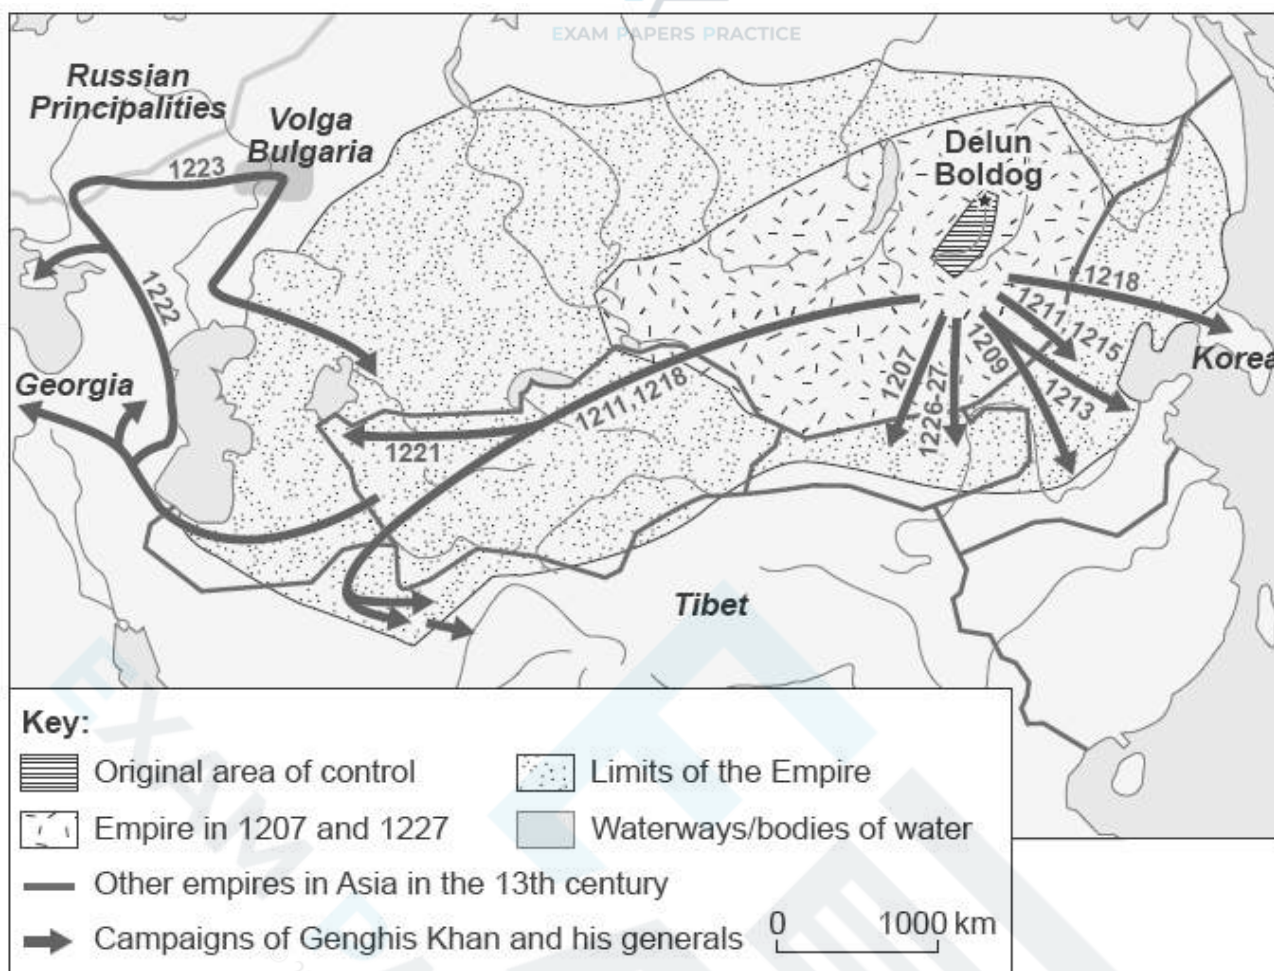 EXAM PAPERS PRACTICE
Russian
Principalities
Volga
Bulgaria
1223
Delun
Boldog
1222
1218
1211,1215
Korea
Georgia
1207
1226-27
1209
1213
1211,1218
1221
Tibet
Key:
Original area of control
Limits of the Empire
Empire in 1207 and 1227
Waterways/bodies of water
Other empires in Asia in the 13th century
Campaigns of Genghis Khan and his generals
0 1000 km
EXAM